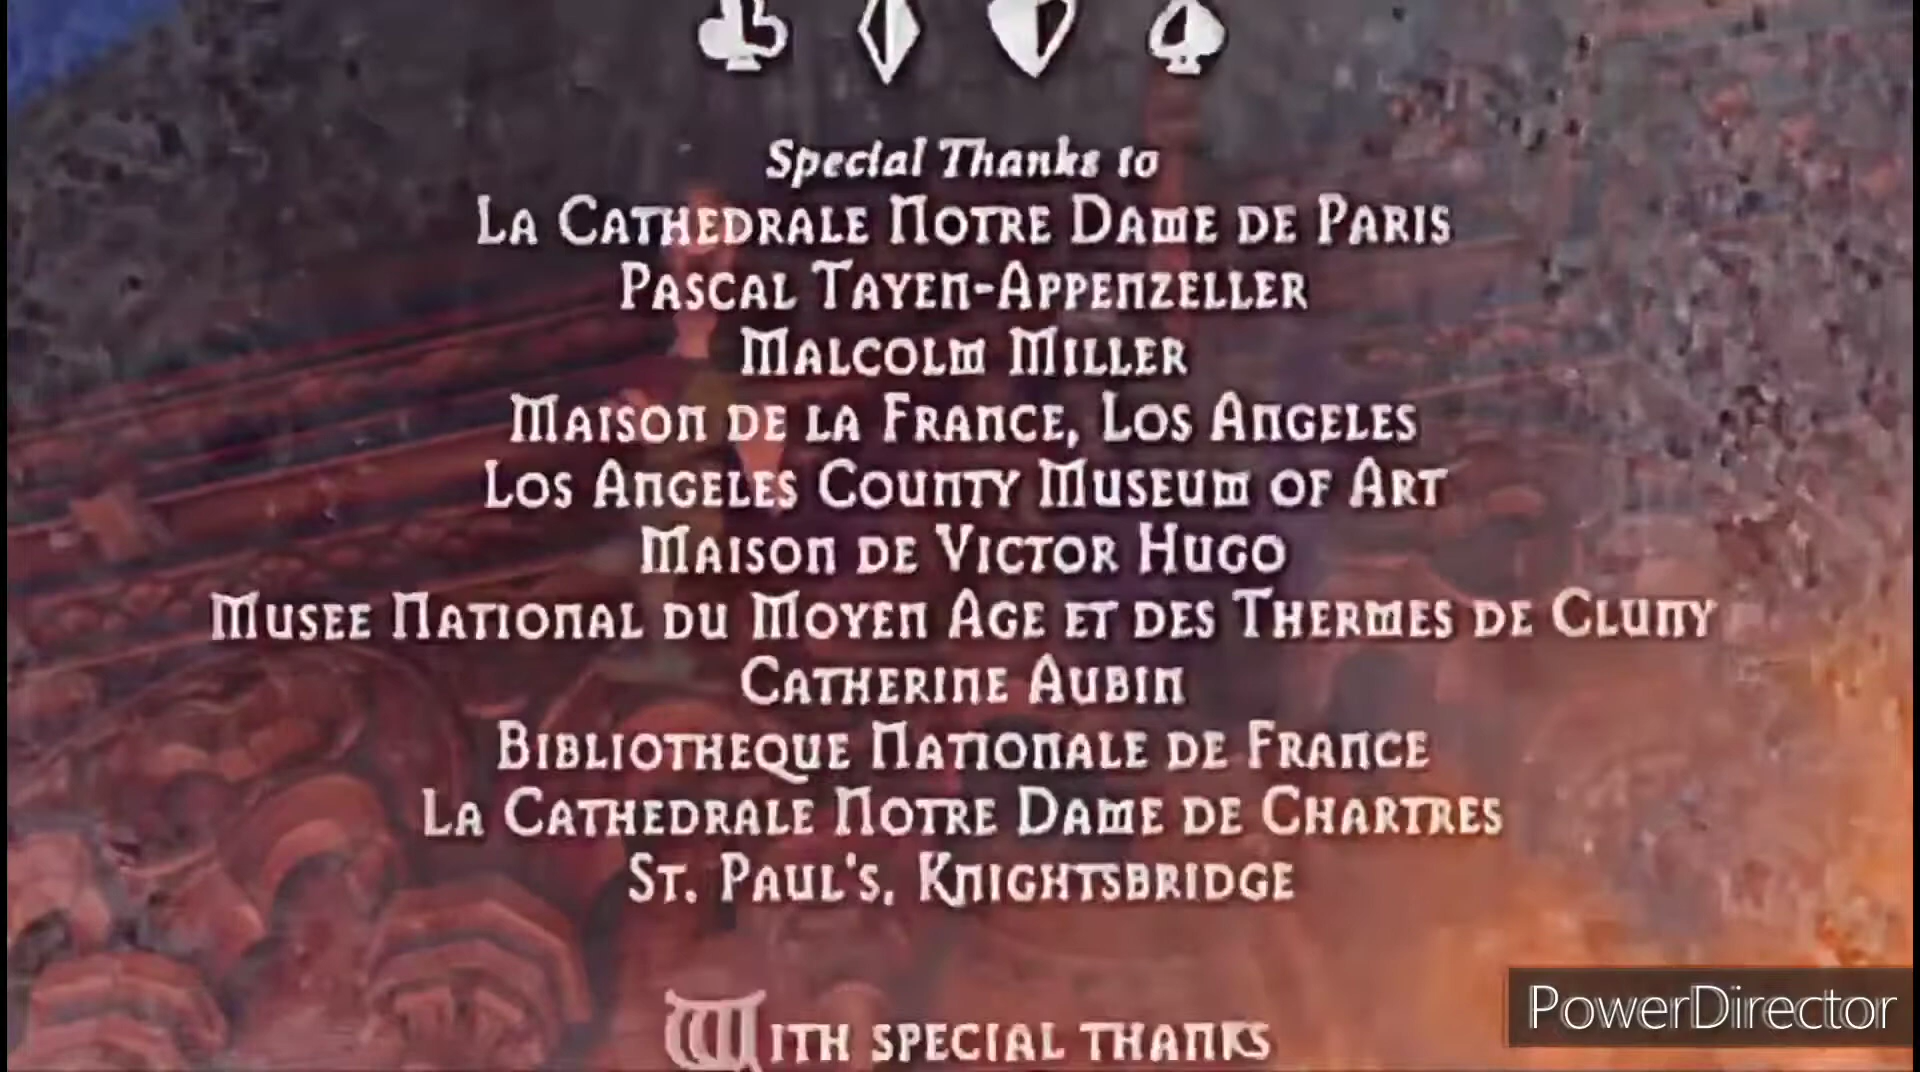 Special Thanks to
LA CATHEDRALE NOTRE DAME DE PARIS
PASCAL TAYEN-APPENZELLER
MALCOLM MILLER
MAISON DE LA FRANCE, LOS ANGELES
LOS ANGELES COUNTY MUSEUM OF ART
MAISON DE VICTOR HUGO
MUSEE NATIONAL DU MOYEN AGE ET DES THERMES DE CLUNY
CATHERINE AUBIN
BIBLIOTHEQUE NATIONALE DE FRANCE
LA CATHEDRALE NOTRE DAME DE CHARTRES
ST. PAUL'S, KNIGHTSBRIDGE
WITH SPECIAL THANKS
PowerDirector